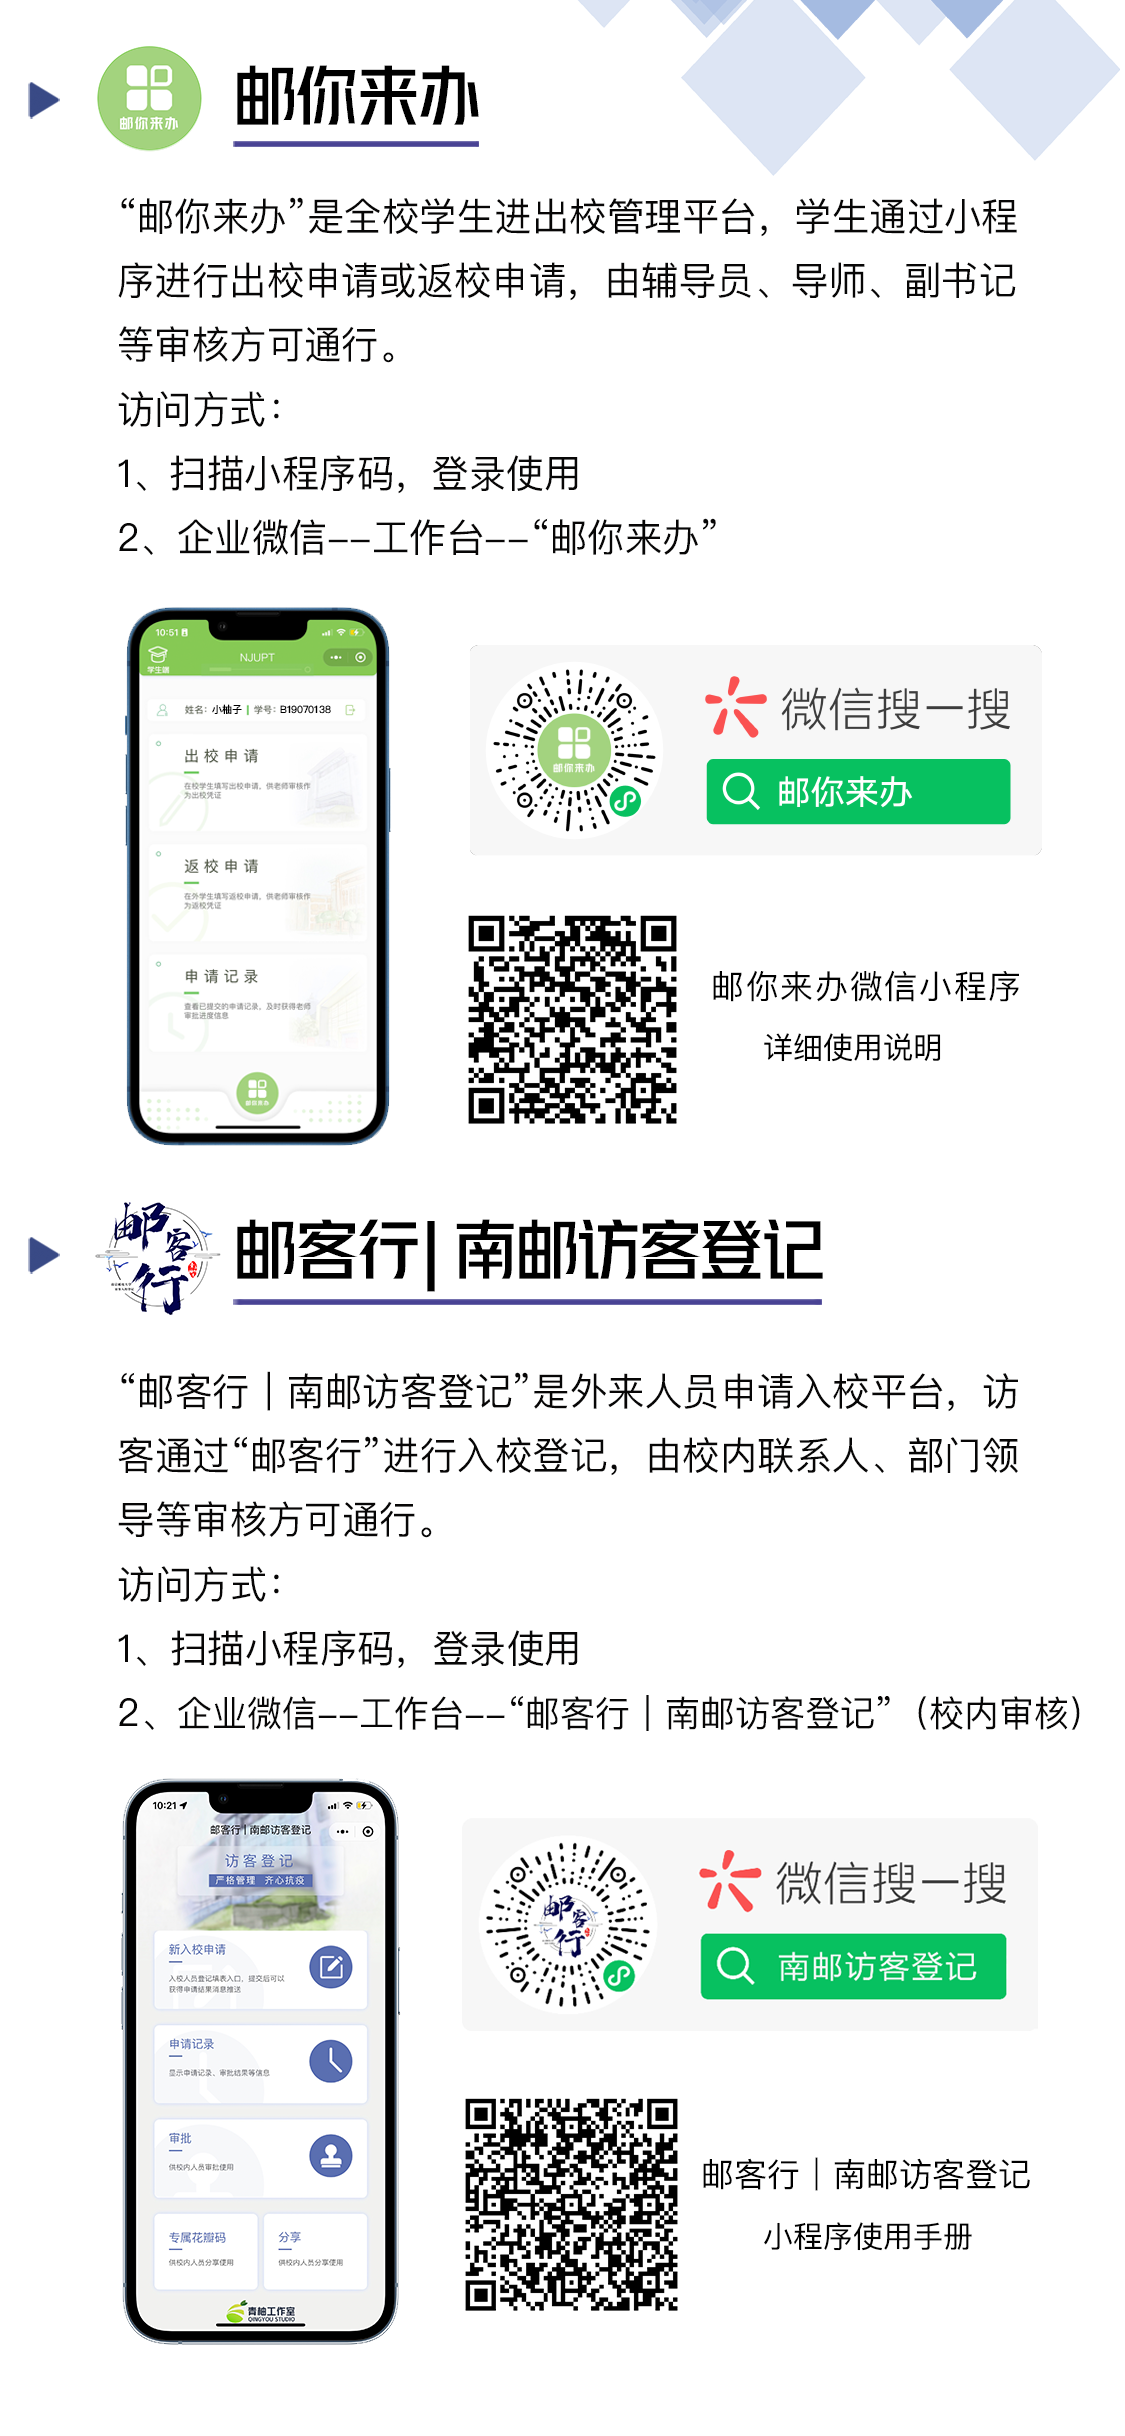 邮你来办
邮你来办
“邮你来办”是全校学生进出校管理平台，学生通过小程
序进行出校申请或返校申请，由辅导员、导师、副书记
等审核方可通行。
访问方式：
1、扫描小程序码，登录使用
2、企业微信--工作台--“邮你来办”
10:51
学生端
NJUPT
姓名：小柚子 | 学号：B19070138
出校申请
在校学生填写出校申请，供老师审核作
为出校凭证
返校申请
在外学生填写返校申请，供老师审核作
为返校凭证
申请记录
查看已提交的申请记录，及时获得老师
审批进度信息
邮你来办
邮你来办
微信搜一搜
邮你来办
邮你来办微信小程序
详细使用说明
邮客行
邮客行| 南邮访客登记
“邮客行｜南邮访客登记”是外来人员申请入校平台，访
客通过“邮客行”进行入校登记，由校内联系人、部门领
导等审核方可通行。
访问方式：
1、扫描小程序码，登录使用
2、企业微信--工作台--“邮客行｜南邮访客登记”（校内审核）
10:21
邮客行 | 南邮访客登记
访客登记
严格管理 齐心抗疫
新入校申请
入校人员登记填表入口，提交后可以
获得申请结果消息推送
申请记录
显示申请记录、审批结果等信息
审批
供校内人员审批使用
专属花瓣码
供校内人员分享使用
分享
供校内人员分享使用
青柚工作室
QINGYOU STUDIO
邮客行
微信搜一搜
南邮访客登记
邮客行｜南邮访客登记
小程序使用手册